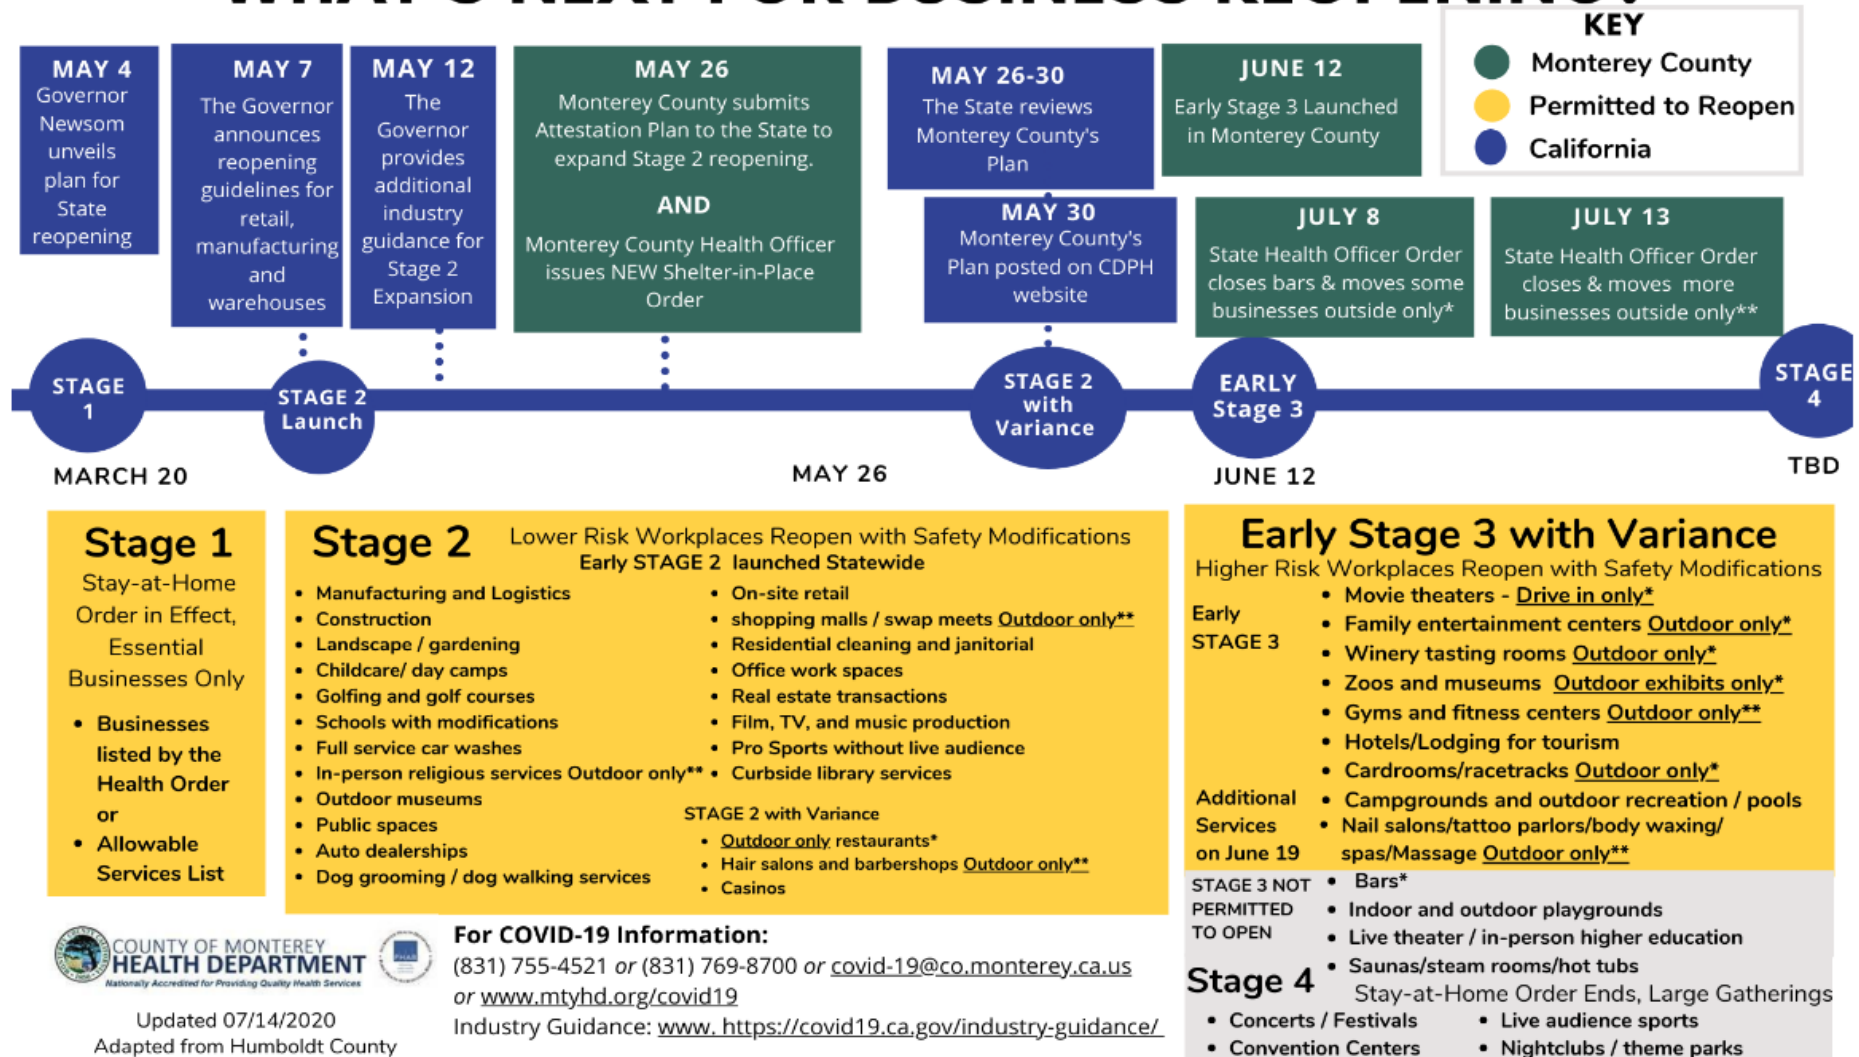 WHAT'S NEXT FOR BUSINESS REOPENING?
KEY
Monterey County
Permitted to Reopen
California
MAY 4
Governor
Newsom
unveils
plan for
State
reopening
MAY 7
The Governor
announces
reopening
guidelines for
retail,
manufacturing
and
warehouses
MAY 12
The
Governor
provides
additional
industry
guidance for
Stage 2
Expansion
MAY 26
Monterey County submits
Attestation Plan to the State to
expand Stage 2 reopening.
AND
Monterey County Health Officer
issues NEW Shelter-in-Place
Order
MAY 26-30
The State reviews
Monterey County's
Plan
MAY 30
Monterey County's
Plan posted on CDPH
website
JUNE 12
Early Stage 3 Launched
in Monterey County
JULY 8
State Health Officer Order
closes bars & moves some
businesses outside only*
JULY 13
State Health Officer Order
closes & moves more
businesses outside only**
STAGE
1
STAGE 2
Launch
STAGE 2
with
Variance
EARLY
Stage 3
STAGE
4
MARCH 20
MAY 26
JUNE 12
TBD
Stage 1
Stay-at-Home
Order in Effect,
Essential
Businesses Only
• Businesses
listed by the
Health Order
or
• Allowable
Services List
Stage 2
Lower Risk Workplaces Reopen with Safety Modifications
Early STAGE 2 launched Statewide
• Manufacturing and Logistics
• Construction
• Landscape / gardening
• Childcare/ day camps
• Golfing and golf courses
• Schools with modifications
• Full service car washes
• In-person religious services Outdoor only**
• Outdoor museums
• Public spaces
• Auto dealerships
• Dog grooming / dog walking services
• On-site retail
• shopping malls / swap meets Outdoor only**
• Residential cleaning and janitorial
• Office work spaces
• Real estate transactions
• Film, TV, and music production
• Pro Sports without live audience
• Curbside library services
STAGE 2 with Variance
• Outdoor only restaurants*
• Hair salons and barbershops Outdoor only**
• Casinos
Early Stage 3 with Variance
Higher Risk Workplaces Reopen with Safety Modifications
Early
STAGE 3
• Movie theaters - Drive in only*
• Family entertainment centers Outdoor only*
• Winery tasting rooms Outdoor only*
• Zoos and museums Outdoor exhibits only*
• Gyms and fitness centers Outdoor only**
• Hotels/Lodging for tourism
• Cardrooms/racetracks Outdoor only*
Additional
Services
on June 19
• Campgrounds and outdoor recreation / pools
• Nail salons/tattoo parlors/body waxing/
spas/Massage Outdoor only**
STAGE 3 NOT
PERMITTED
TO OPEN
• Bars*
• Indoor and outdoor playgrounds
• Live theater / in-person higher education
• Saunas/steam rooms/hot tubs
Stage 4
Stay-at-Home Order Ends, Large Gatherings
• Concerts / Festivals
• Convention Centers
• Live audience sports
• Nightclubs / theme parks
COUNTY OF MONTEREY
HEALTH DEPARTMENT
Nationally Accredited for Providing Quality Health Services
Updated 07/14/2020
Adapted from Humboldt County
For COVID-19 Information:
(831) 755-4521 or (831) 769-8700 or covid-19@co.monterey.ca.us
or www.mtyhd.org/covid19
Industry Guidance: www. https://covid19.ca.gov/industry-guidance/